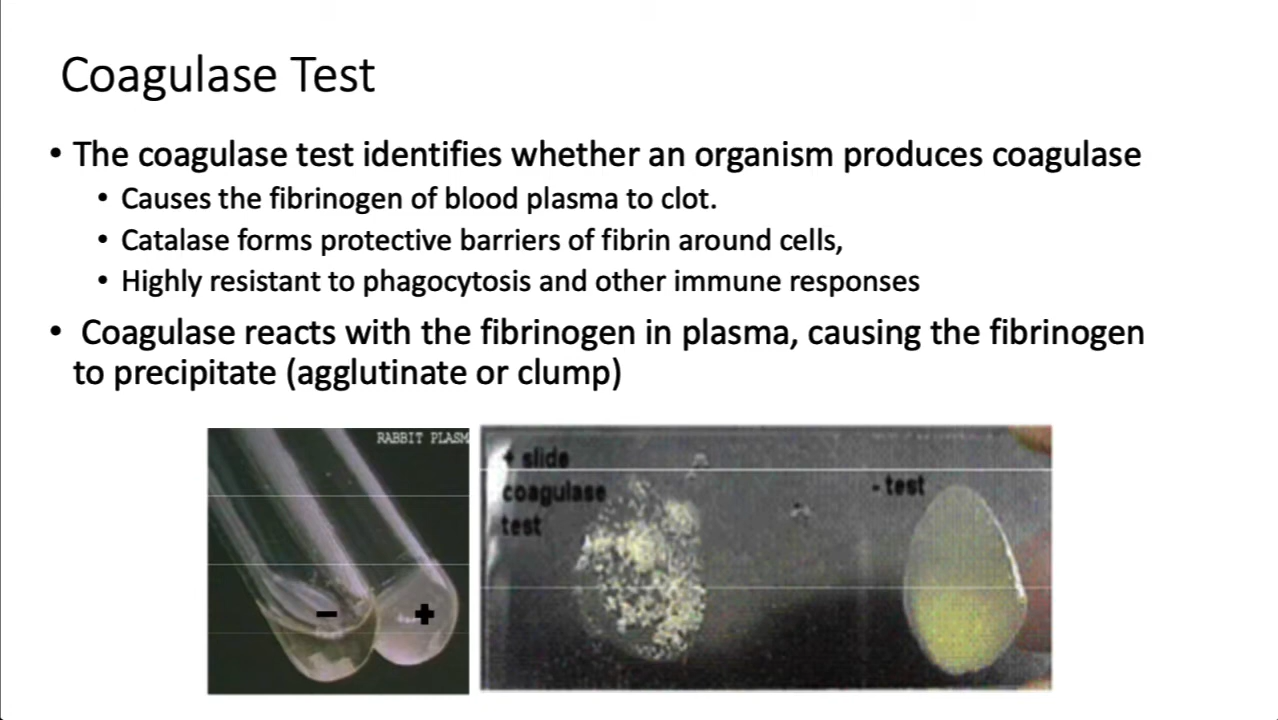 Coagulase Test
• The coagulase test identifies whether an organism produces coagulase
• Causes the fibrinogen of blood plasma to clot.
• Catalase forms protective barriers of fibrin around cells,
• Highly resistant to phagocytosis and other immune responses
• Coagulase reacts with the fibrinogen in plasma, causing the fibrinogen
to precipitate (agglutinate or clump)
RABBIT PLASM
− +
+ slide
coagulase
test
- test